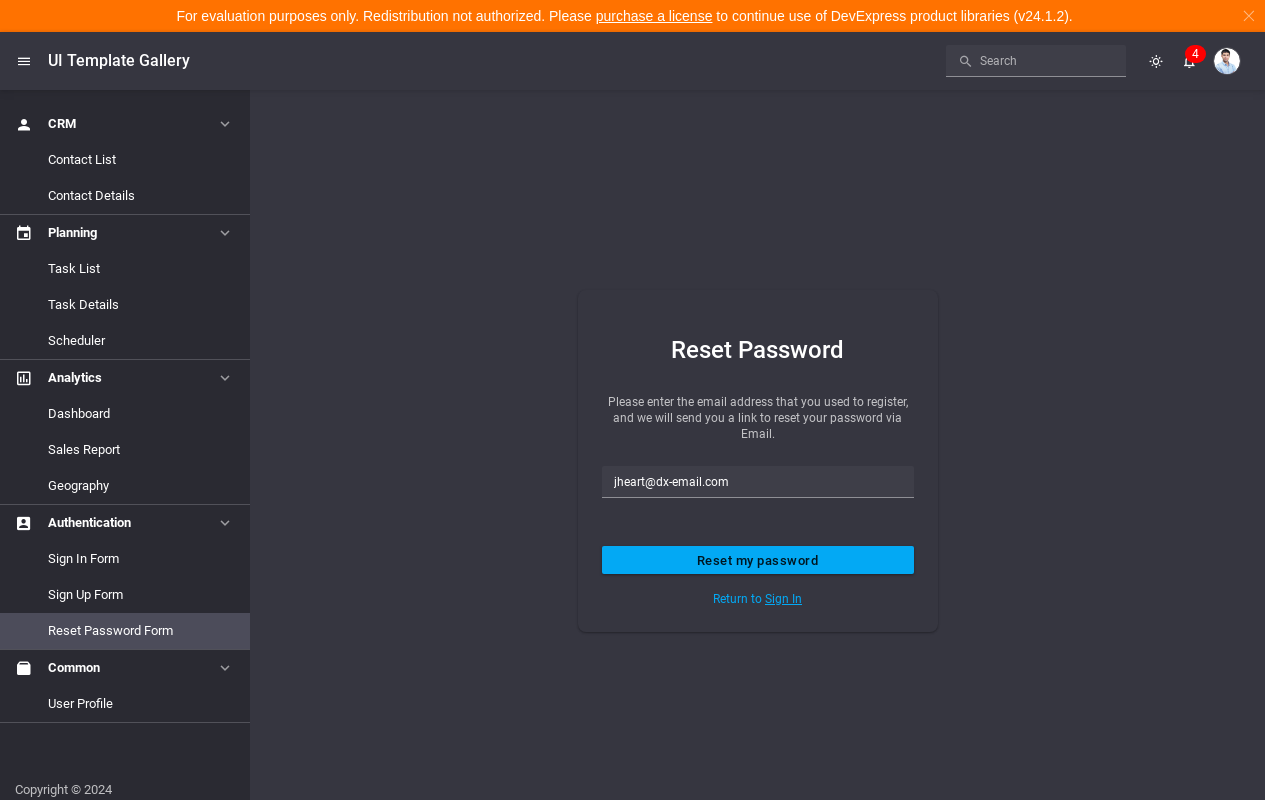 For evaluation purposes only. Redistribution not authorized. Please purchase a license to continue use of DevExpress product libraries (v24.1.2).
UI Template Gallery
Search
4
CRM
Contact List
Contact Details
Planning
Task List
Task Details
Scheduler
Analytics
Dashboard
Sales Report
Geography
Authentication
Sign In Form
Sign Up Form
Reset Password Form
Common
User Profile
Copyright © 2024
Reset Password
Please enter the email address that you used to register,
and we will send you a link to reset your password via
Email.
jheart@dx-email.com
Reset my password
Return to Sign In